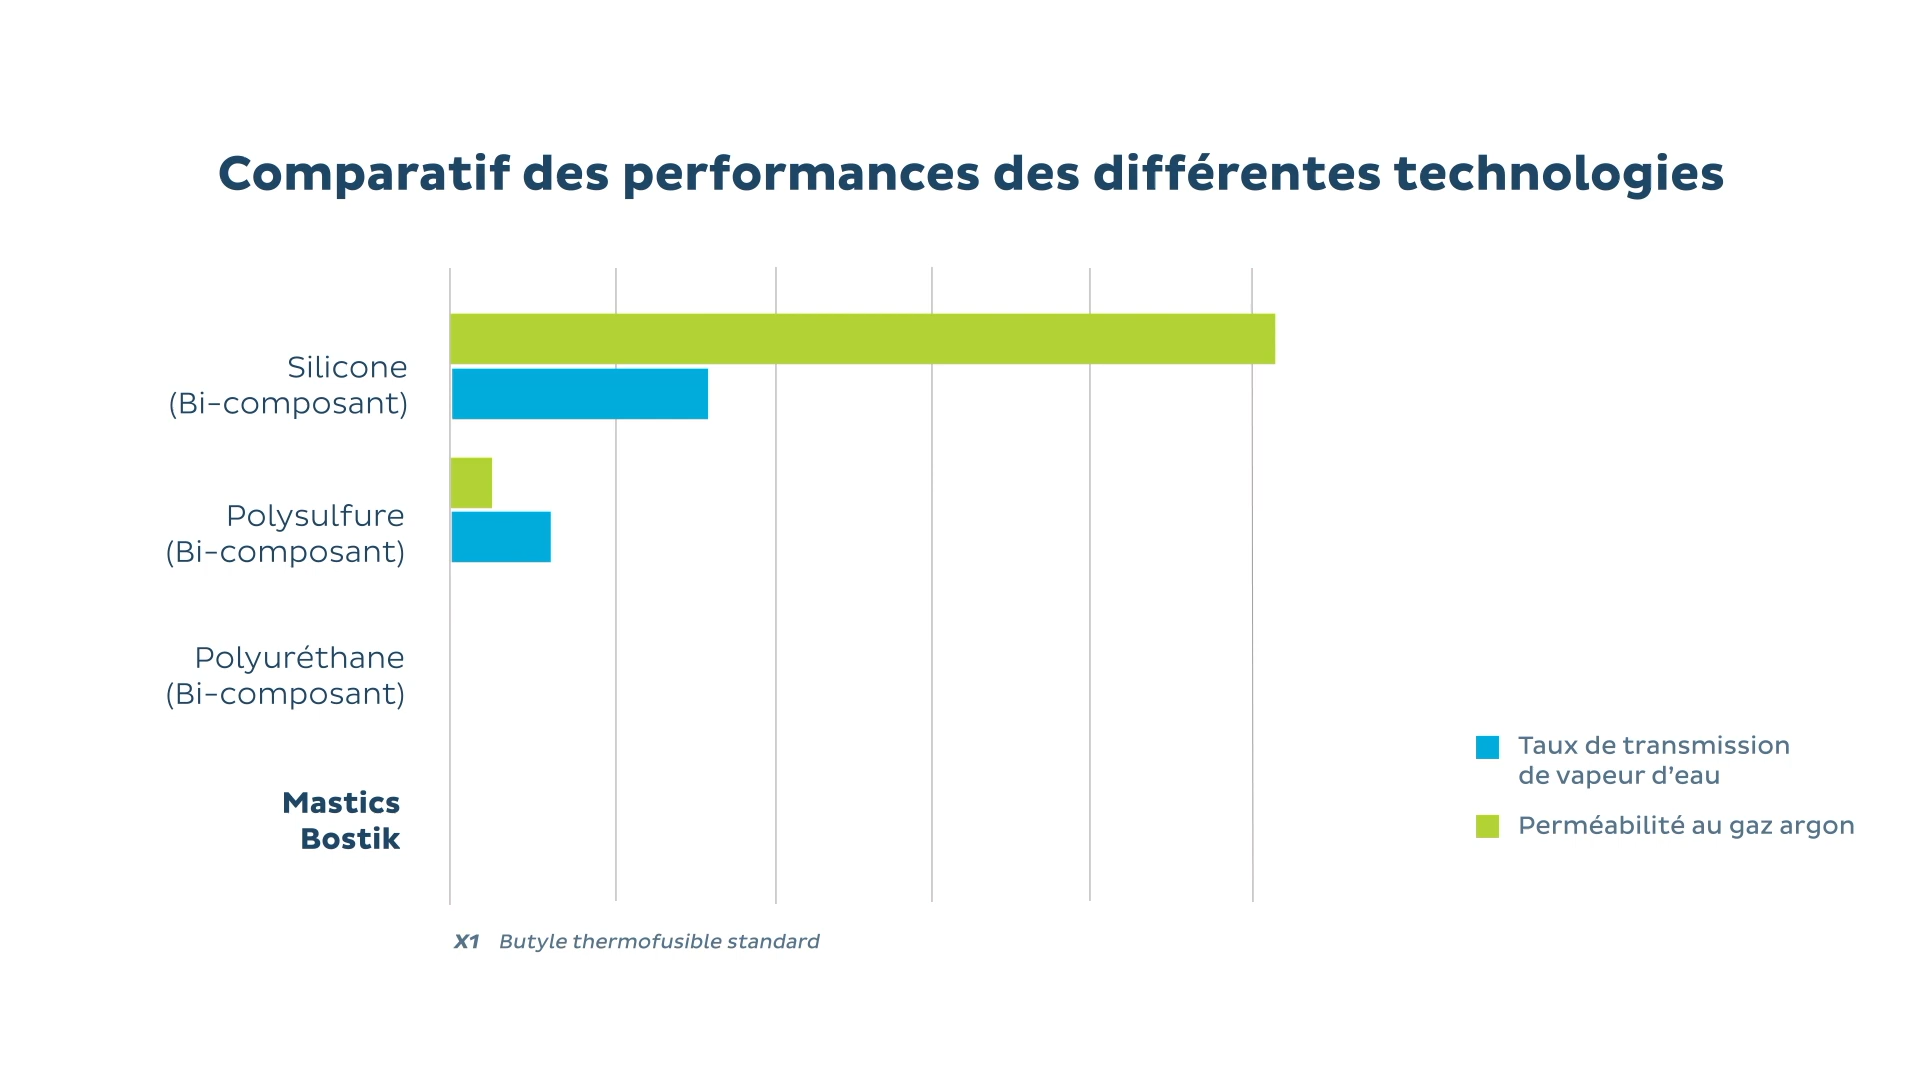 Comparatif des performances des différentes technologies
Silicone
(Bi-composant)
Polysulfure
(Bi-composant)
Polyuréthane
(Bi-composant)
Mastics
Bostik
X1 Butyle thermofusible standard
Taux de transmission
de vapeur d’eau
Perméabilité au gaz argon